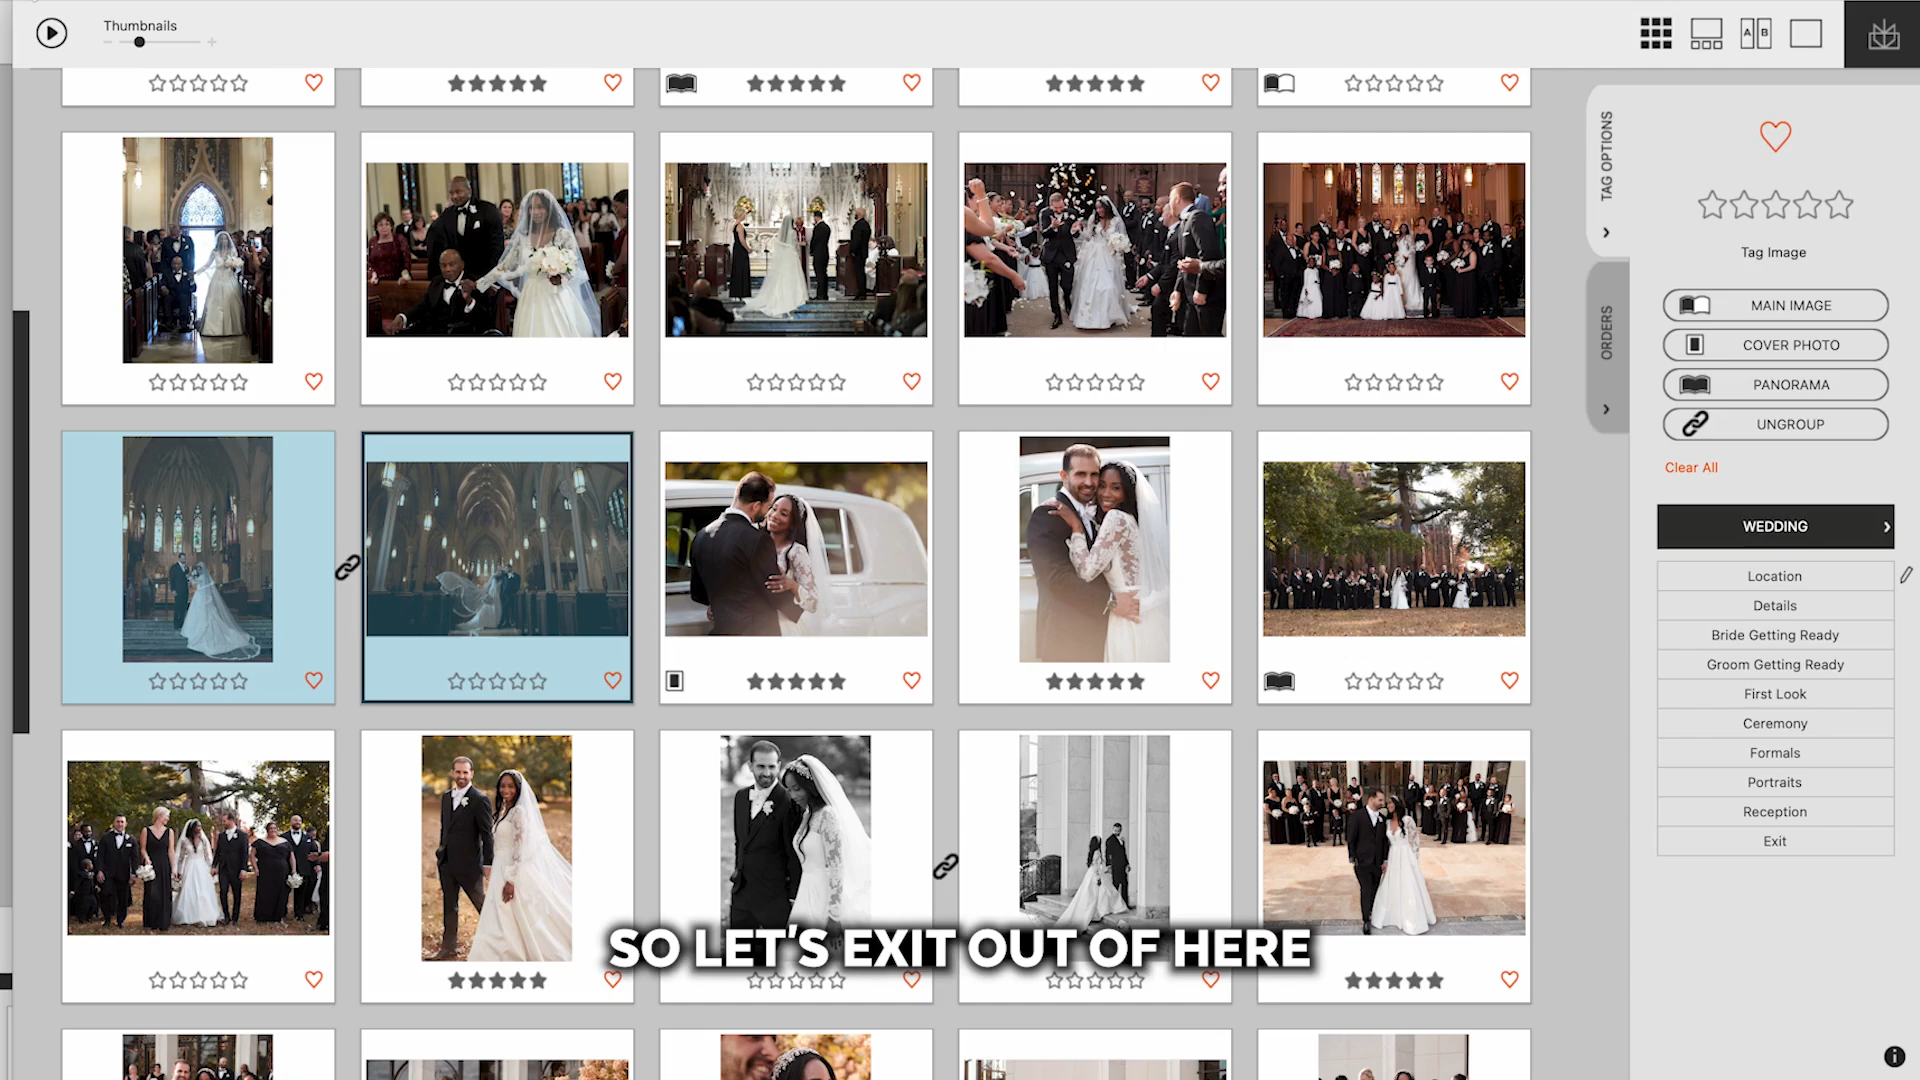 Thumbnails
A B
TAG OPTIONS
Tag Image
MAIN IMAGE
ORDERS
COVER PHOTO
PANORAMA
UNGROUP
Clear All
WEDDING
Location
Details
Bride Getting Ready
Groom Getting Ready
First Look
Ceremony
Formals
Portraits
Reception
Exit
SO LET'S EXIT OUT OF HERE